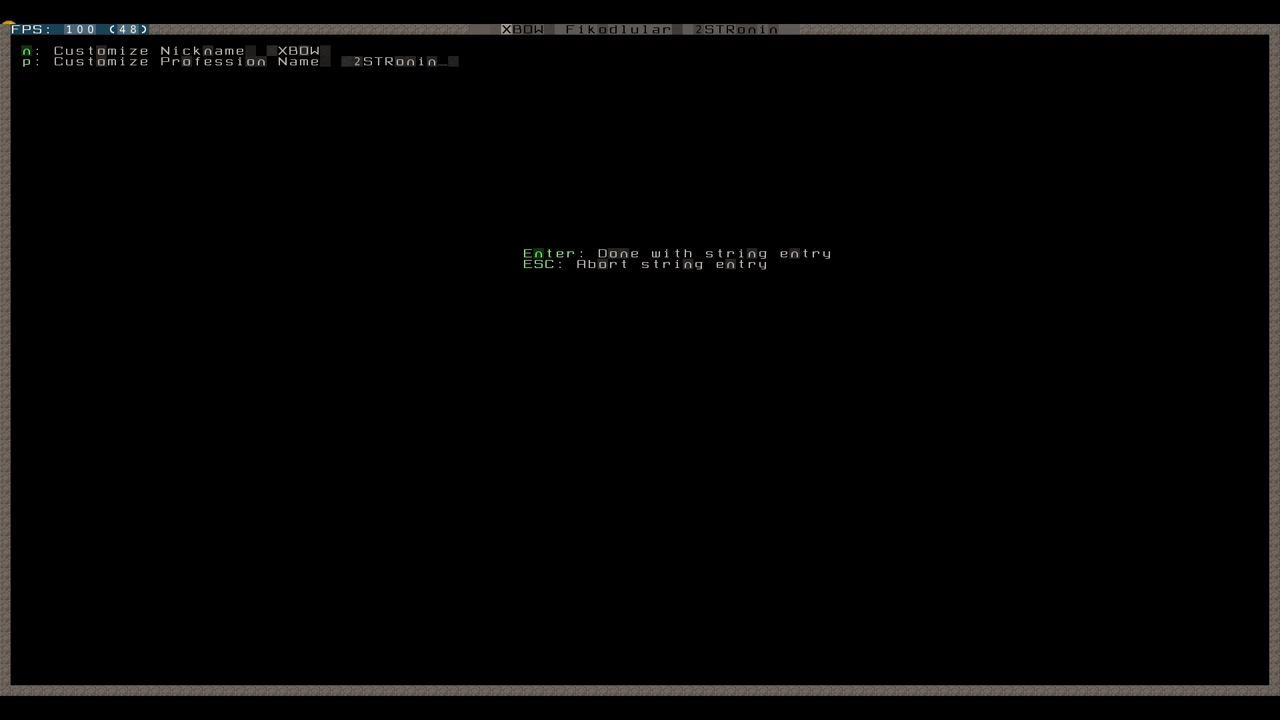 FPS: 100 (48) XBOW Fikodlular 2STRonin
n: Customize Nickname XBOW
p: Customize Profession Name 2STRonin_
Enter: Done with string entry
ESC: Abort string entry